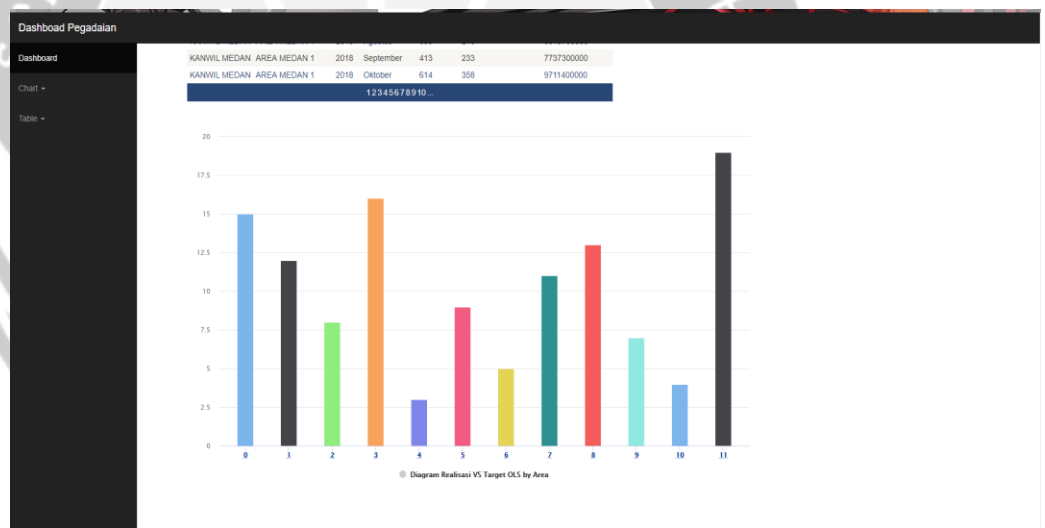 Dashboad Pegadaian
Dashboard
Chart
Table
KANWIL MEDAN AREA MEDAN 1 2018 September 413 233 7737300000
KANWIL MEDAN AREA MEDAN 1 2018 Oktober 614 358 9711400000
12345678910...
20
17.5
15
12.5
10
7.5
5
2.5
0
0 1 2 3 4 5 6 7 8 9 10 11
Diagram Realisasi VS Target OLS by Area